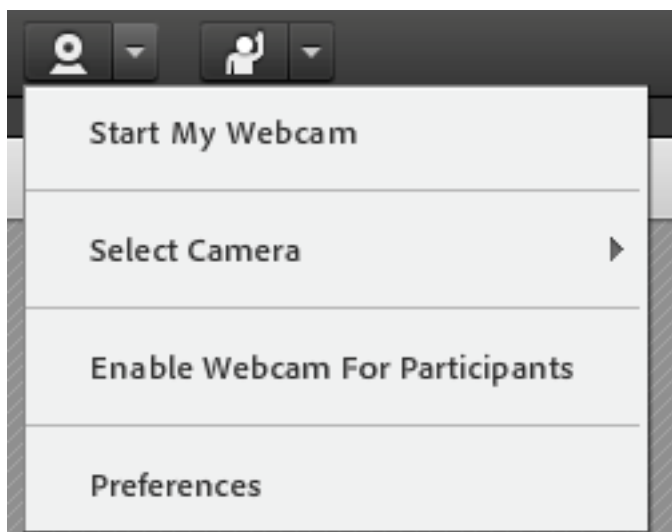 Start My Webcam
Select Camera
Enable Webcam For Participants
Preferences